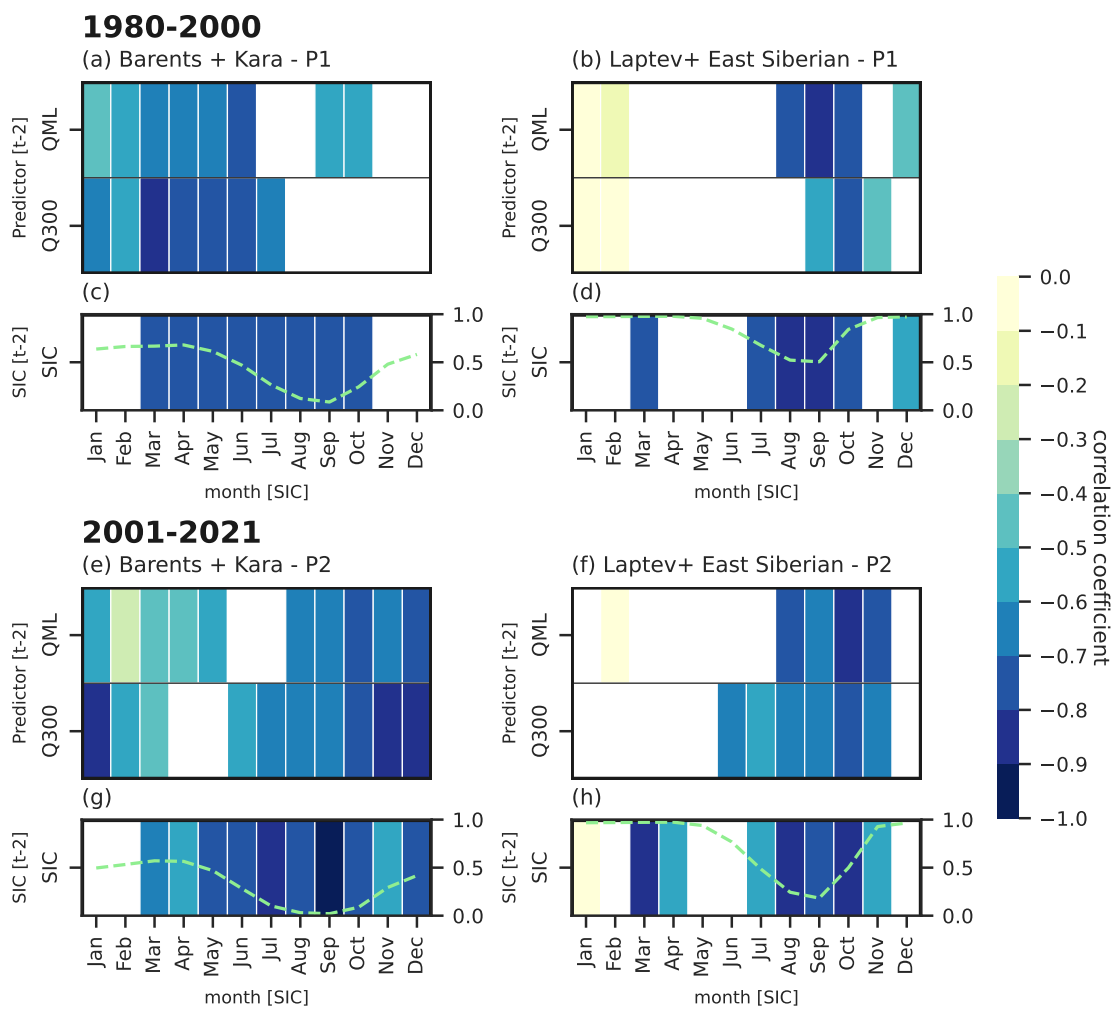 1980-2000
(a) Barents + Kara - P1
(b) Laptev+ East Siberian - P1
Predictor [t-2]
QML
Q300
Predictor [t-2]
QML
Q300
(c)
(d)
SIC [t-2]
SIC
1.0
0.5
0.0
SIC [t-2]
SIC
1.0
0.5
0.0
Jan
Feb
Mar
Apr
May
Jun
Jul
Aug
Sep
Oct
Nov
Dec
month [SIC]
Jan
Feb
Mar
Apr
May
Jun
Jul
Aug
Sep
Oct
Nov
Dec
month [SIC]
2001-2021
(e) Barents + Kara - P2
(f) Laptev+ East Siberian - P2
Predictor [t-2]
QML
Q300
Predictor [t-2]
QML
Q300
(g)
(h)
SIC [t-2]
SIC
1.0
0.5
0.0
SIC [t-2]
SIC
1.0
0.5
0.0
Jan
Feb
Mar
Apr
May
Jun
Jul
Aug
Sep
Oct
Nov
Dec
month [SIC]
Jan
Feb
Mar
Apr
May
Jun
Jul
Aug
Sep
Oct
Nov
Dec
month [SIC]
0.0
−0.1
−0.2
−0.3
−0.4
−0.5
−0.6
−0.7
−0.8
−0.9
−1.0
correlation coefficient